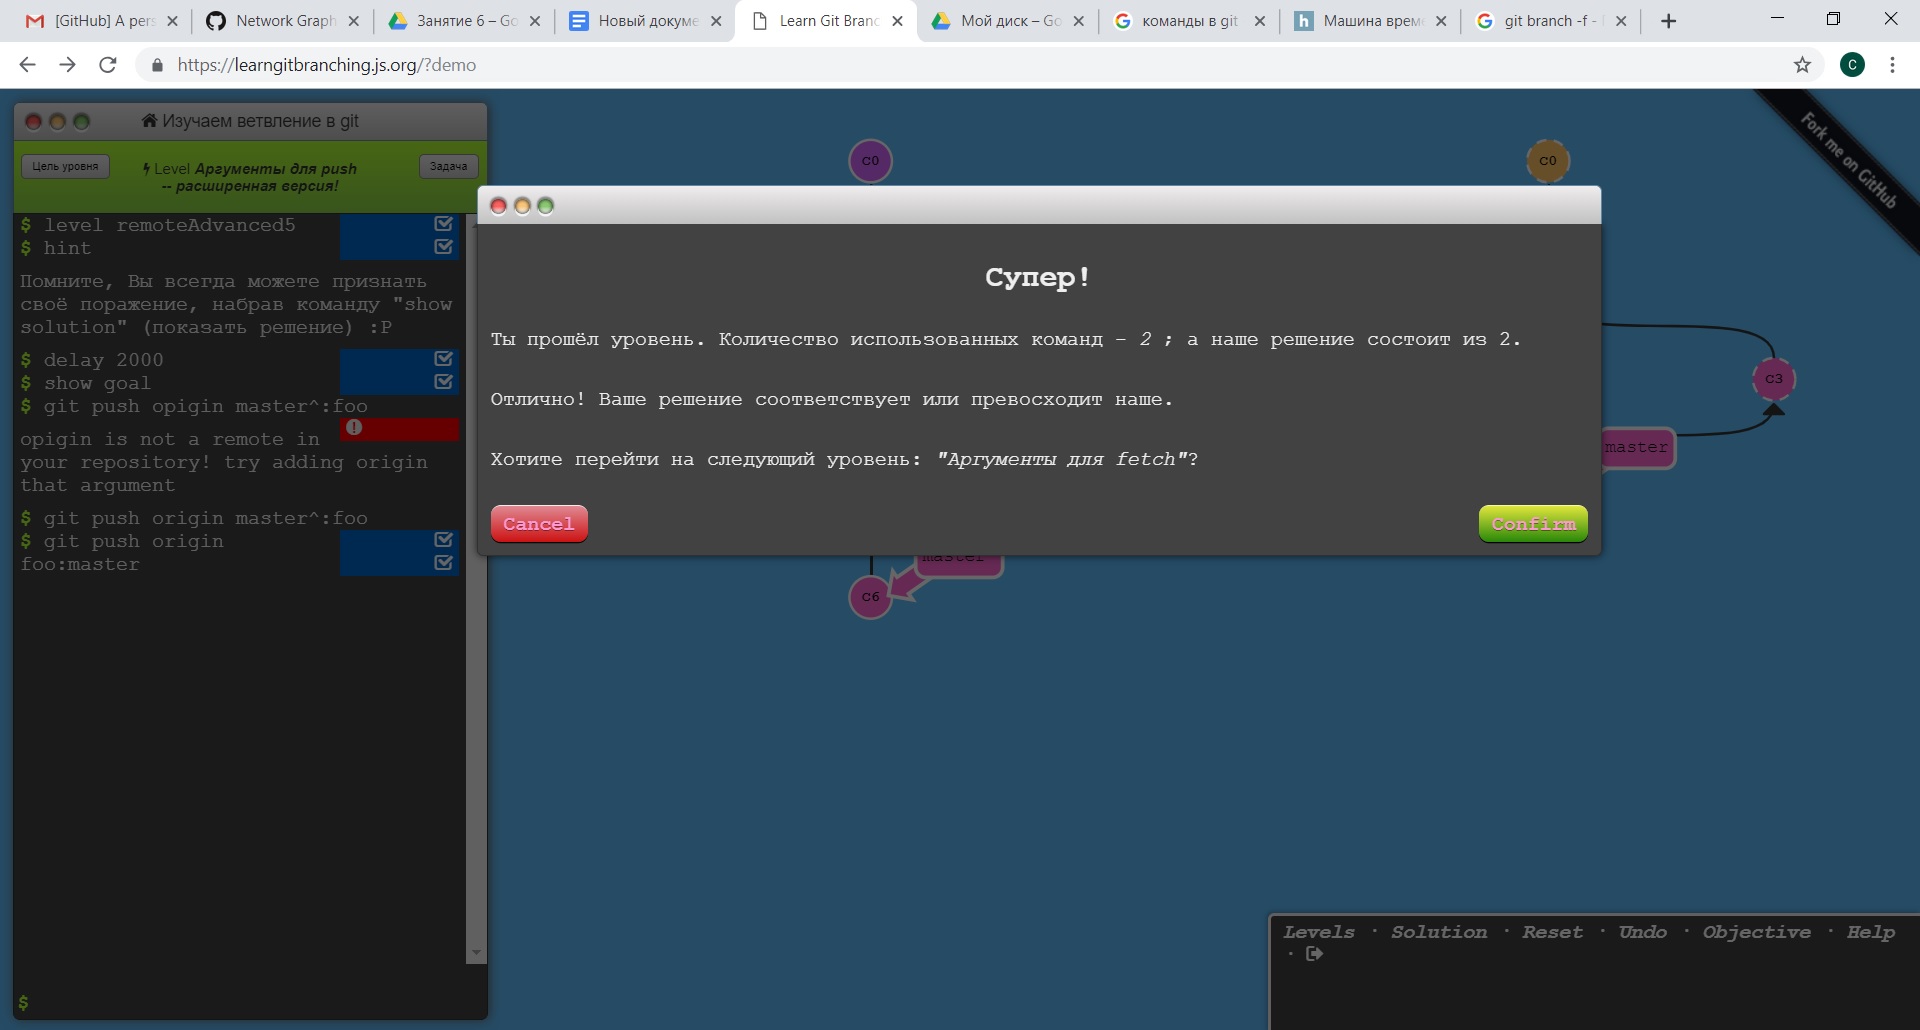 [GitHub] A pers
Network Graph
Занятие 6 – Go
Новый докуме
Learn Git Branc
Мой диск – Go
команды в git
Машина врем
git branch -f -
https://learngitbranching.js.org/?demo
C
Изучаем ветвление в git
Цель уровня
Level Аргументы для push
-- расширенная версия!
Задача
$ level remoteAdvanced5
$ hint
Помните, Вы всегда можете признать
своё поражение, набрав команду "show
solution" (показать решение) :P
$ delay 2000
$ show goal
$ git push opigin master^:foo
opigin is not a remote in
your repository! try adding origin
that argument
$ git push origin master^:foo
$ git push origin
foo:master
$
c0
c0
Fork me on GitHub
Супер!
Ты прошёл уровень. Количество использованных команд – 2 ; а наше решение состоит из 2.
Отлично! Ваше решение соответствует или превосходит наше.
Хотите перейти на следующий уровень: "Аргументы для fetch"?
Cancel
Confirm
c3
master
master
c6
Levels · Solution · Reset · Undo · Objective · Help
·